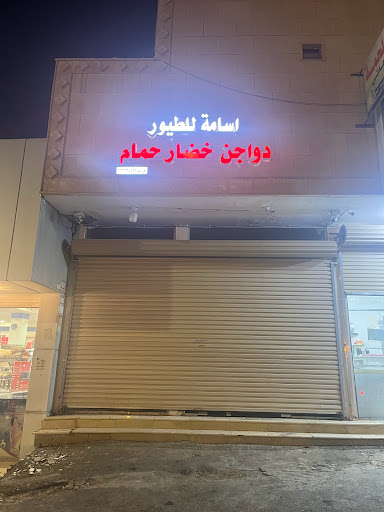 اسامة للطيور
دواجن خضار حمام